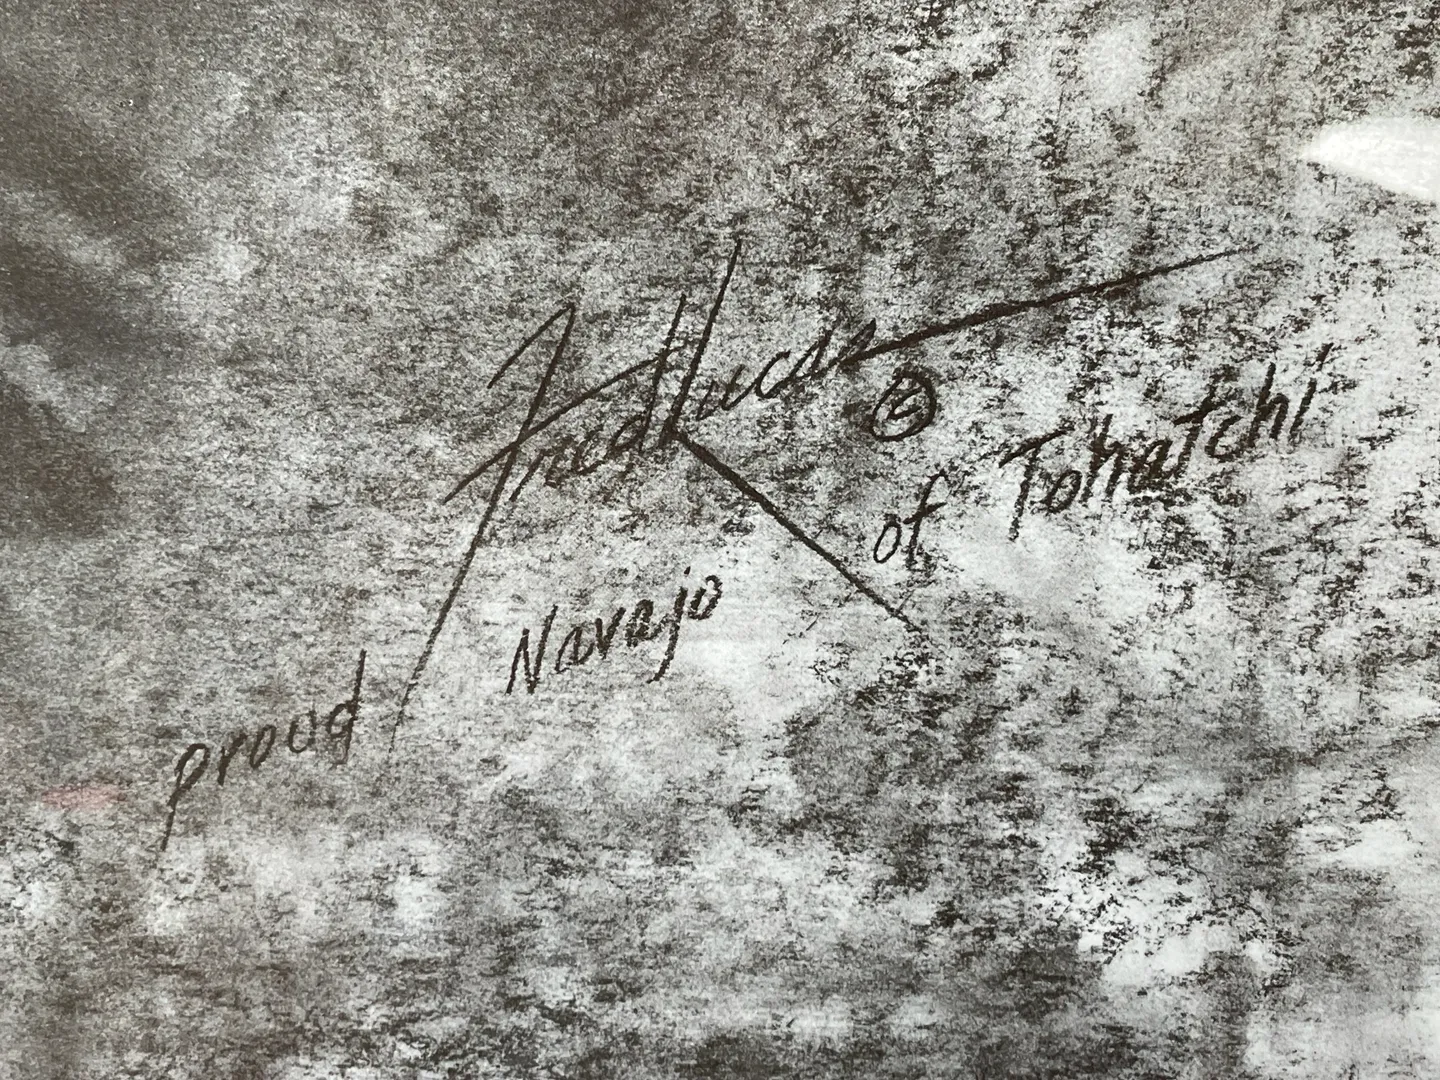 Fred Lucas ©
proud Navajo of Tohatchi